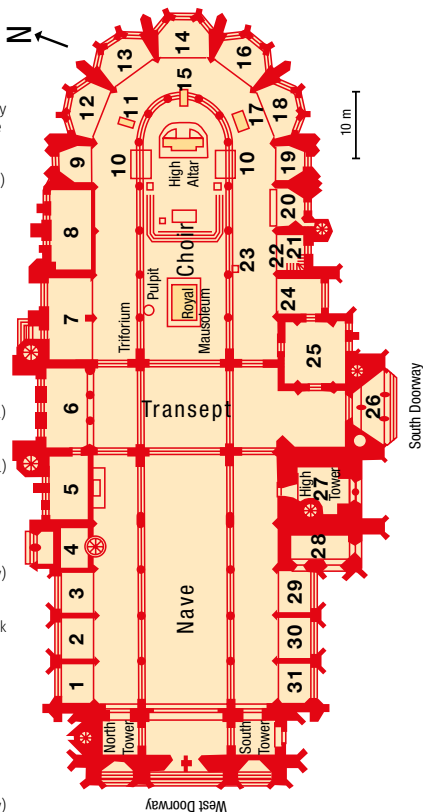 N
14
13
16
15
12
11
17
18
10 m
9
10
10
19
High
Altar
20
8
Choir
21
22
23
Pulpit
Royal
Mausoleum
Triforium
24
7
25
6
Transept
26
South Doorway
5
High
Tower
27
4
28
3
29
Nave
2
30
1
31
North
Tower
South
Tower
West Doorway
y
e
)
.)
.)
y)
k
y)